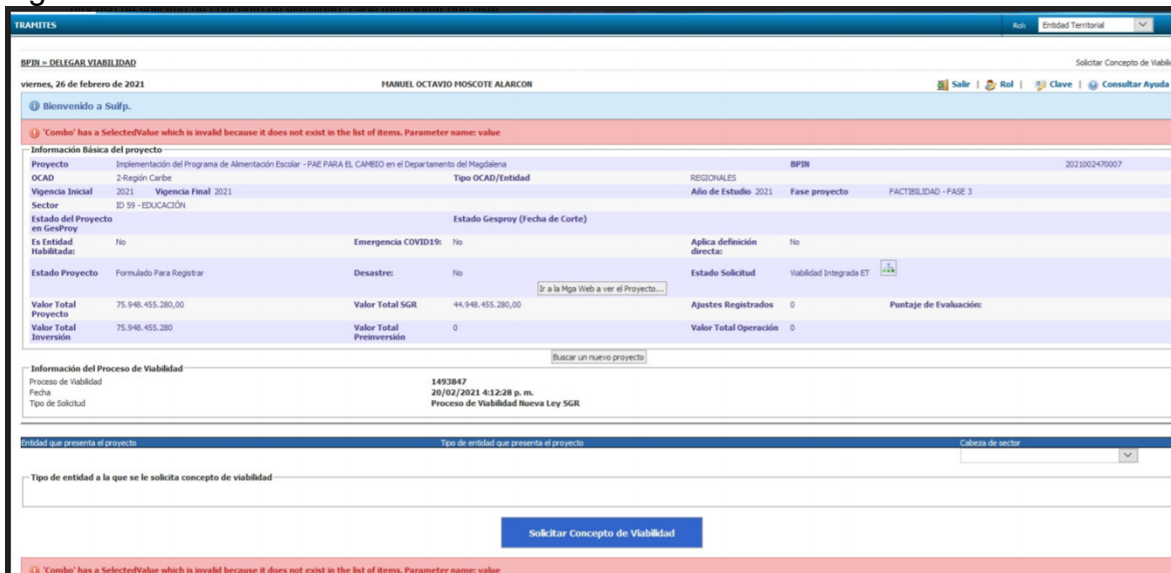 TRAMITES Rol: Entidad Territorial
BPIN » DELEGAR VIABILIDAD Solicitar Concepto de Viabili
viernes, 26 de febrero de 2021 MANUEL OCTAVIO MOSCOTE ALARCON Salir | Rol | Clave | Consultar Ayuda
Bienvenido a Suifp.
'Combo' has a SelectedValue which is invalid because it does not exist in the list of items. Parameter name: value
Información Básica del proyecto
Proyecto Implementación del Programa de Alimentación Escolar - PAE PARA EL CAMBIO en el Departamento del Magdalena BPIN 2021002470007
OCAD 2-Región Caribe Tipo OCAD/Entidad REGIONALES
Vigencia Inicial 2021 Vigencia Final 2021 Año de Estudio 2021 Fase proyecto FACTIBILIDAD - FASE 3
Sector ID 59 - EDUCACIÓN
Estado del Proyecto en GesProy Estado Gesproy (Fecha de Corte)
Es Entidad Habilitada: No Emergencia COVID19: No Aplica definición directa: No
Estado Proyecto Formulado Para Registrar Desastre: No Estado Solicitud Viabilidad Integrada ET
Ir a la Mga Web a ver el Proyecto...
Valor Total Proyecto 75.948.455.280,00 Valor Total SGR 44.948.455.280,00 Ajustes Registrados 0 Puntaje de Evaluación:
Valor Total Inversión 75.948.455.280 Valor Total Preinversión 0 Valor Total Operación 0
Buscar un nuevo proyecto
Información del Proceso de Viabilidad
Proceso de Viabilidad 1493847
Fecha 20/02/2021 4:12:28 p. m.
Tipo de Solicitud Proceso de Viabilidad Nueva Ley SGR
Entidad que presenta el proyecto Tipo de entidad que presenta el proyecto Cabeza de sector
Tipo de entidad a la que se le solicita concepto de viabilidad
Solicitar Concepto de Viabilidad
'Combo' has a SelectedValue which is invalid because it does not exist in the list of items. Parameter name: value